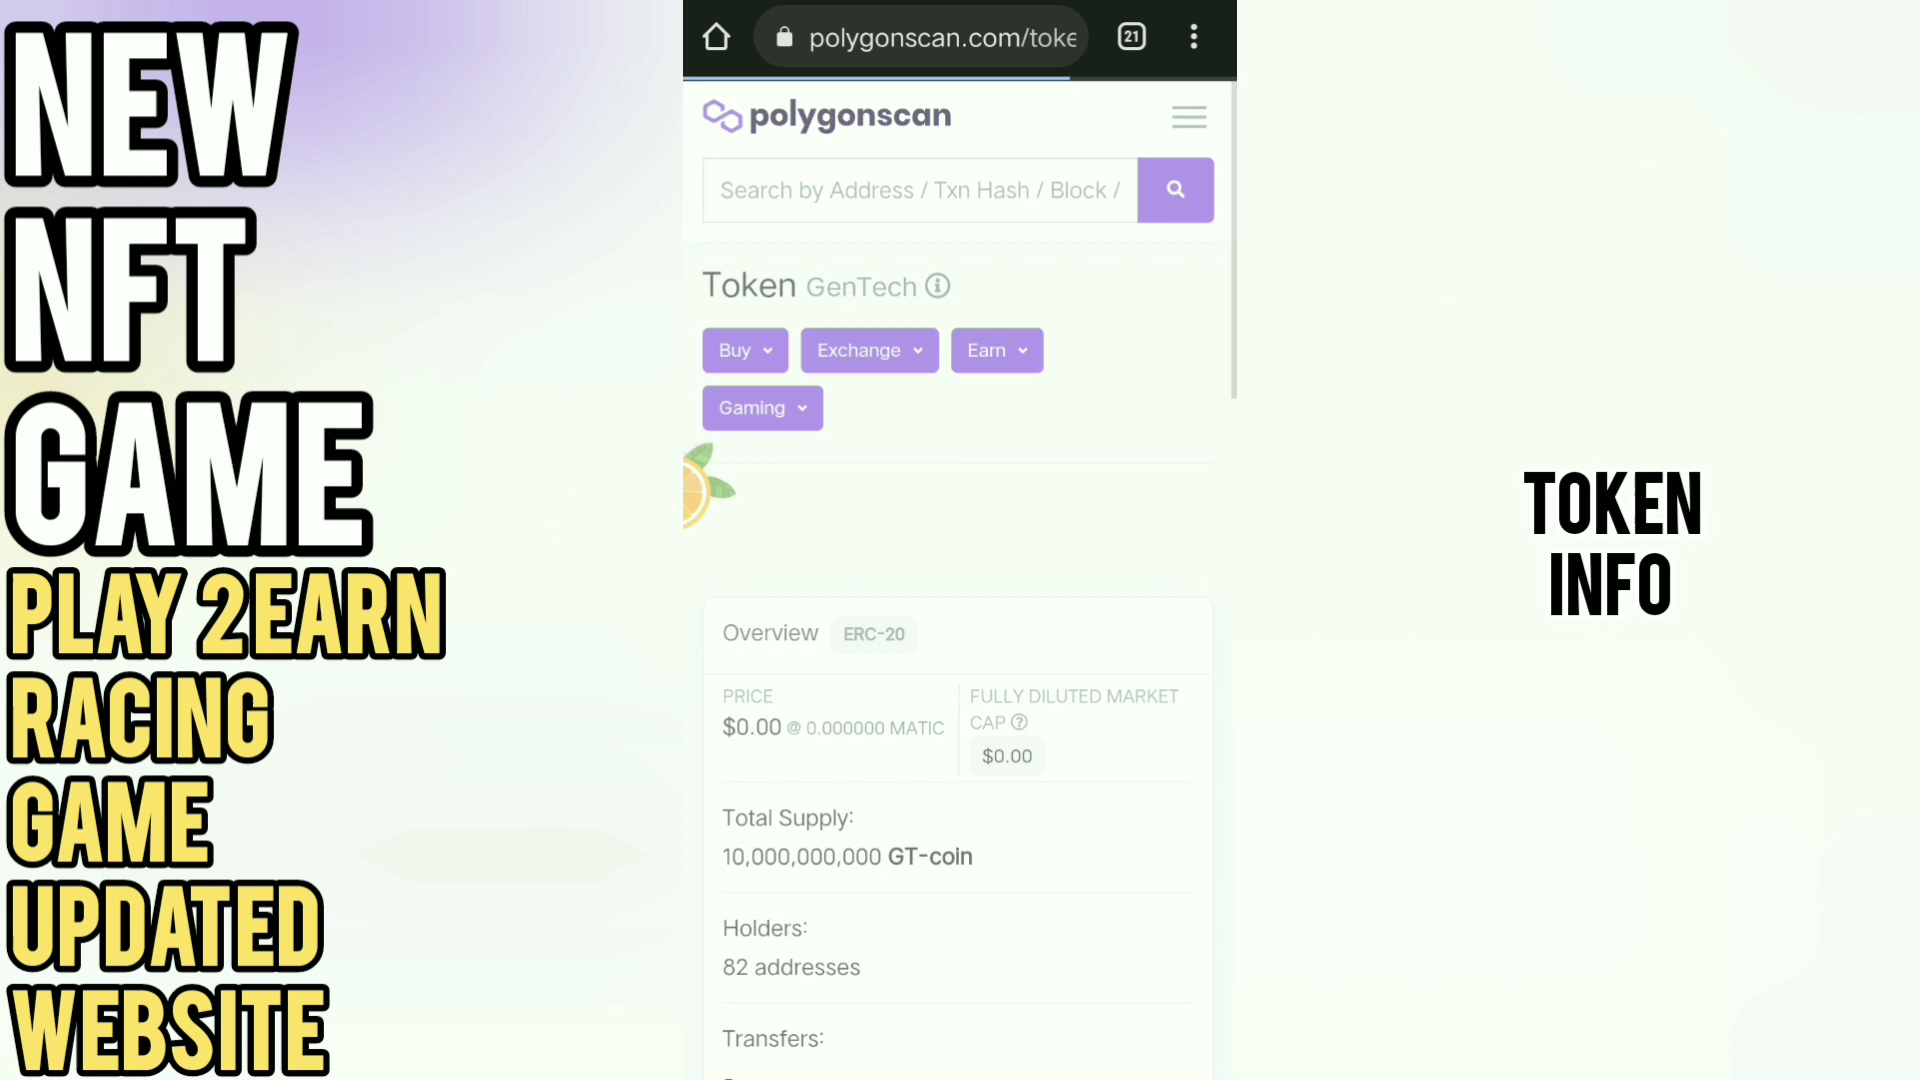 NEW
NFT
GAME
PLAY 2EARN
RACING
GAME
UPDATED
WEBSITE
polygonscan.com/toke
21
polygonscan
Search by Address / Txn Hash / Block /
Token GenTech
Buy Exchange Earn
Gaming
Overview ERC-20
PRICE
$0.00 @ 0.000000 MATIC
FULLY DILUTED MARKET
CAP
$0.00
Total Supply:
10,000,000,000 GT-coin
Holders:
82 addresses
Transfers:
TOKEN
INFO